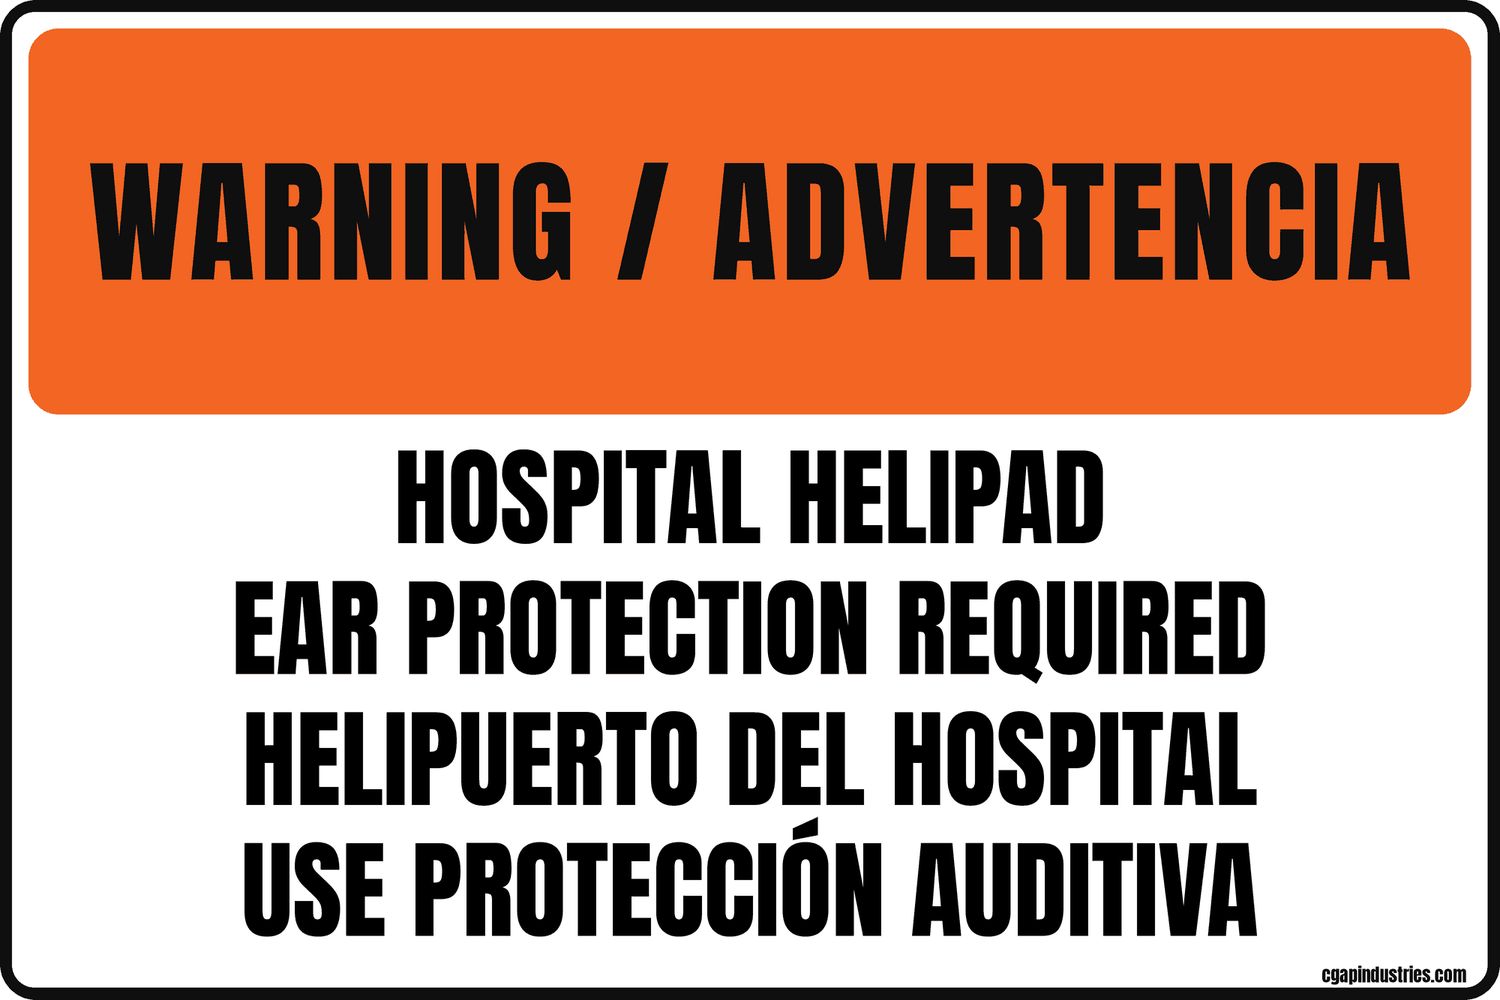 WARNING / ADVERTENCIA
HOSPITAL HELIPAD
EAR PROTECTION REQUIRED
HELIPUERTO DEL HOSPITAL
USE PROTECCIÓN AUDITIVA
cgapindustries.com